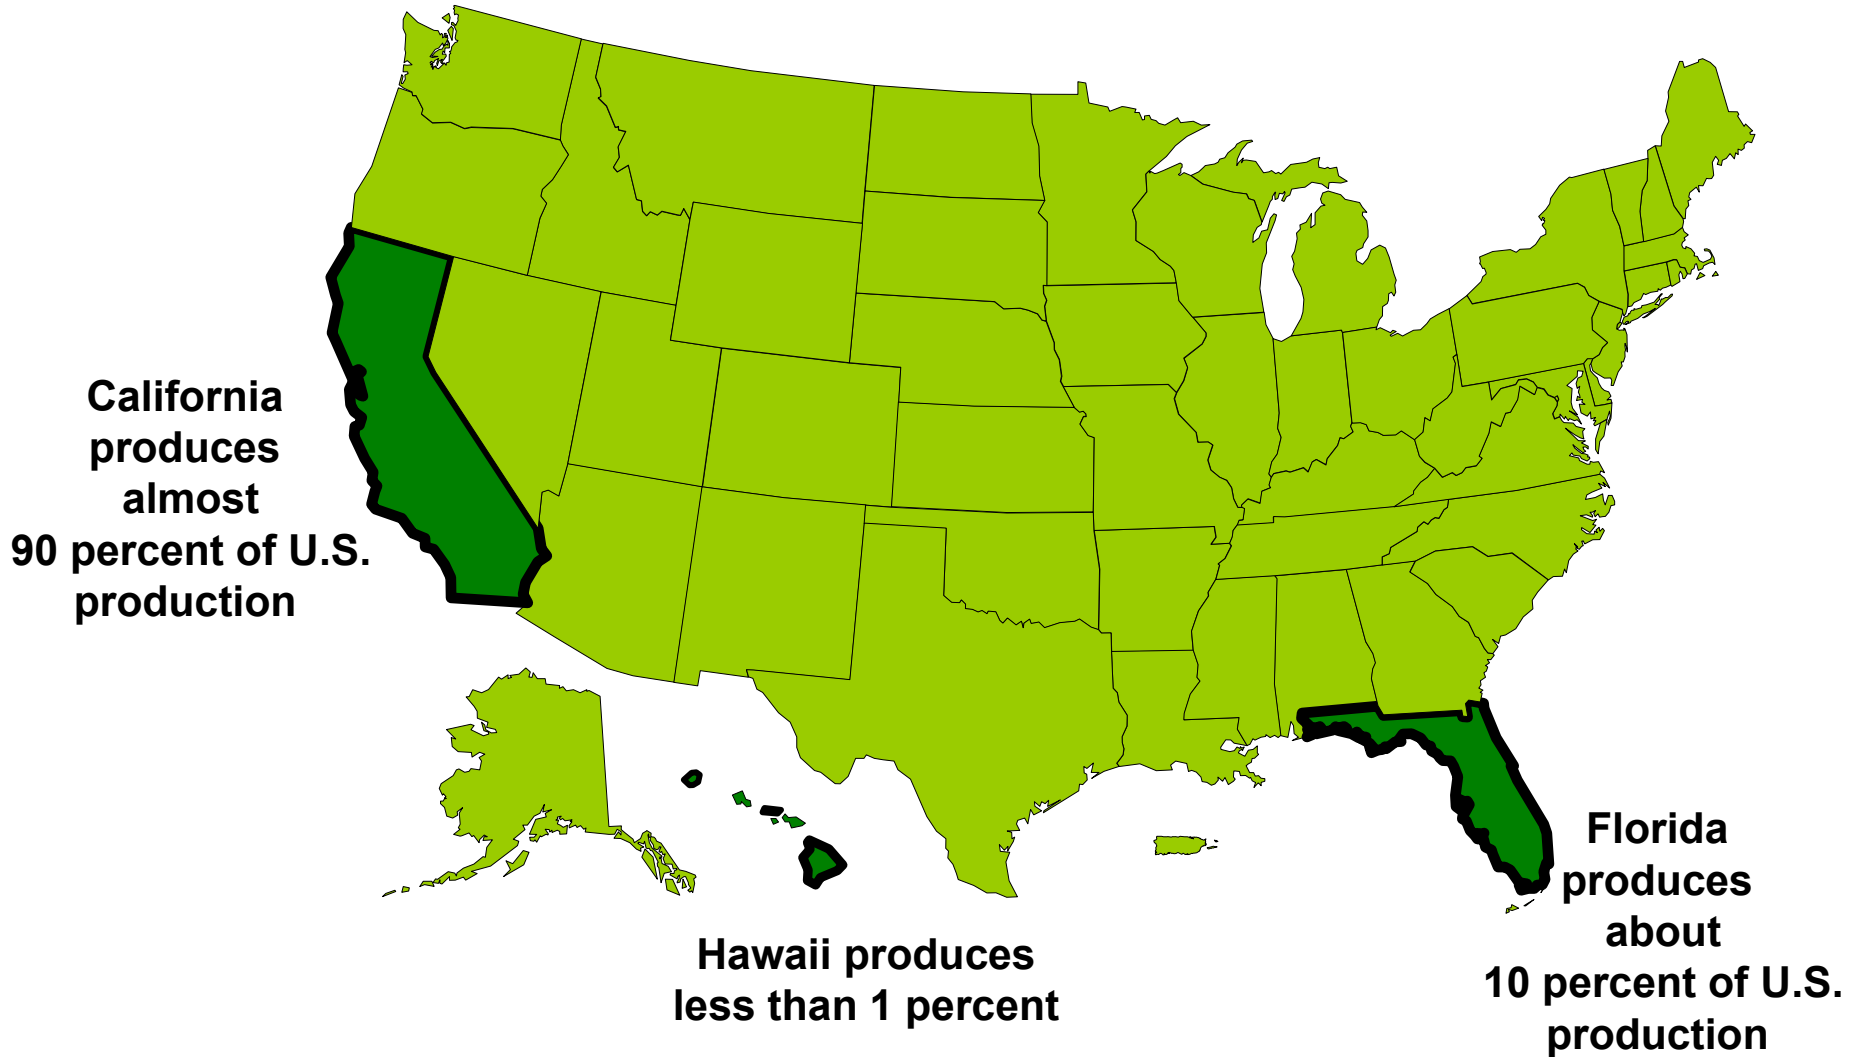 California
produces
almost
90 percent of U.S.
production
Hawaii produces
less than 1 percent
Florida
produces
about
10 percent of U.S.
production